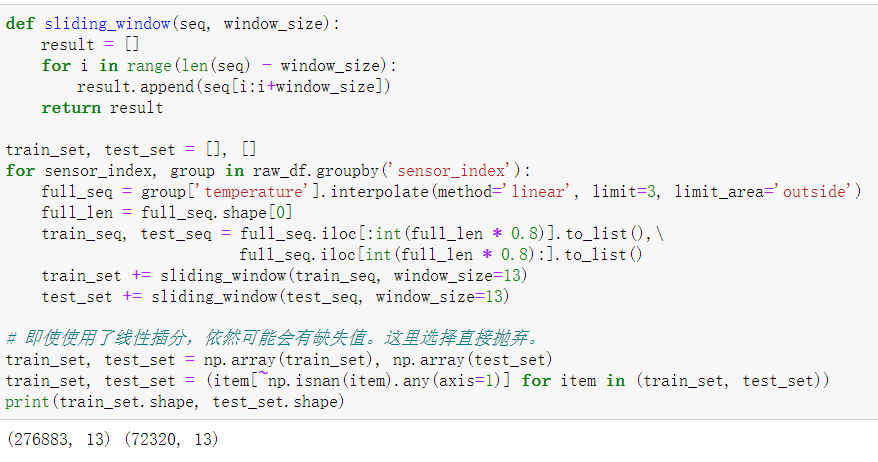 def sliding_window(seq, window_size):
    result = []
    for i in range(len(seq) - window_size):
        result.append(seq[i:i+window_size])
    return result

train_set, test_set = [], []
for sensor_index, group in raw_df.groupby('sensor_index'):
    full_seq = group['temperature'].interpolate(method='linear', limit=3, limit_area='outside')
    full_len = full_seq.shape[0]
    train_seq, test_seq = full_seq.iloc[:int(full_len * 0.8)].to_list(),\
                          full_seq.iloc[int(full_len * 0.8):].to_list()
    train_set += sliding_window(train_seq, window_size=13)
    test_set += sliding_window(test_seq, window_size=13)

# 即使使用了线性插分，依然可能会有缺失值。这里选择直接抛弃。
train_set, test_set = np.array(train_set), np.array(test_set)
train_set, test_set = (item[~np.isnan(item).any(axis=1)] for item in (train_set, test_set))
print(train_set.shape, test_set.shape)

(276883, 13) (72320, 13)